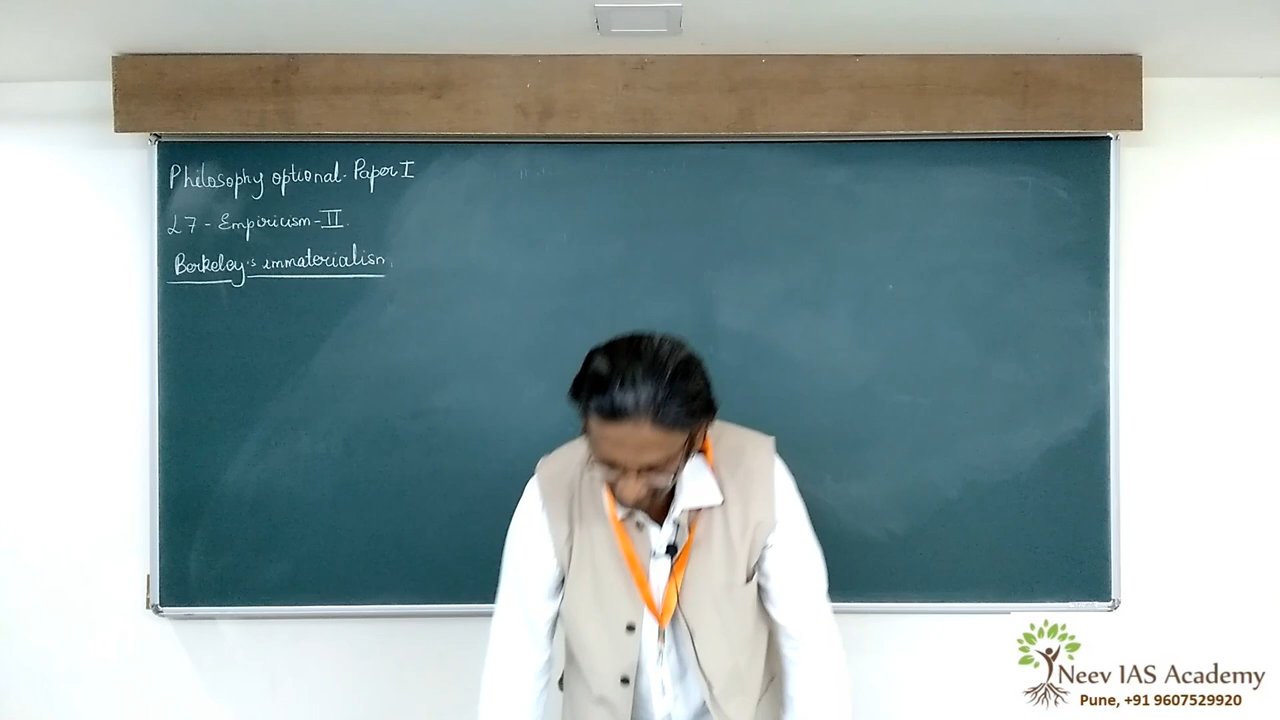 Philosophy optional. Paper I
L7 - Empiricism - II.
Berkeley's immaterialism
Neev IAS Academy
Pune, +91 9607529920